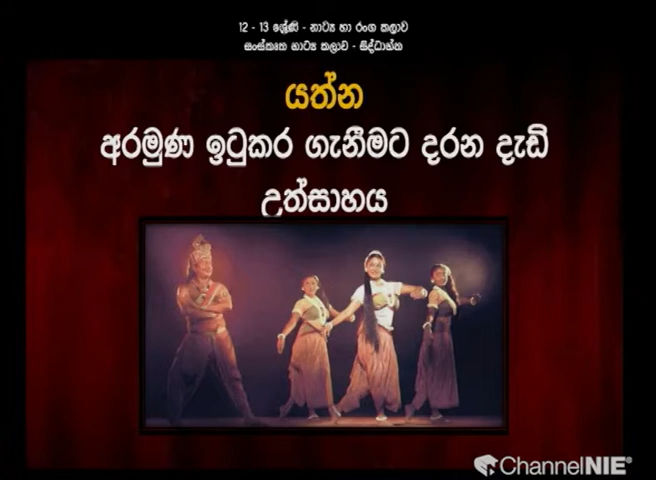 12 - 13 ශ්‍රේණි - නාට්‍ය හා රංග කලාව
සංස්කෘත නාට්‍ය කලාව - සිද්ධාන්ත
යත්න
අරමුණ ඉටුකර ගැනීමට දරන දැඩි
උත්සාහය
ChannelNIE®